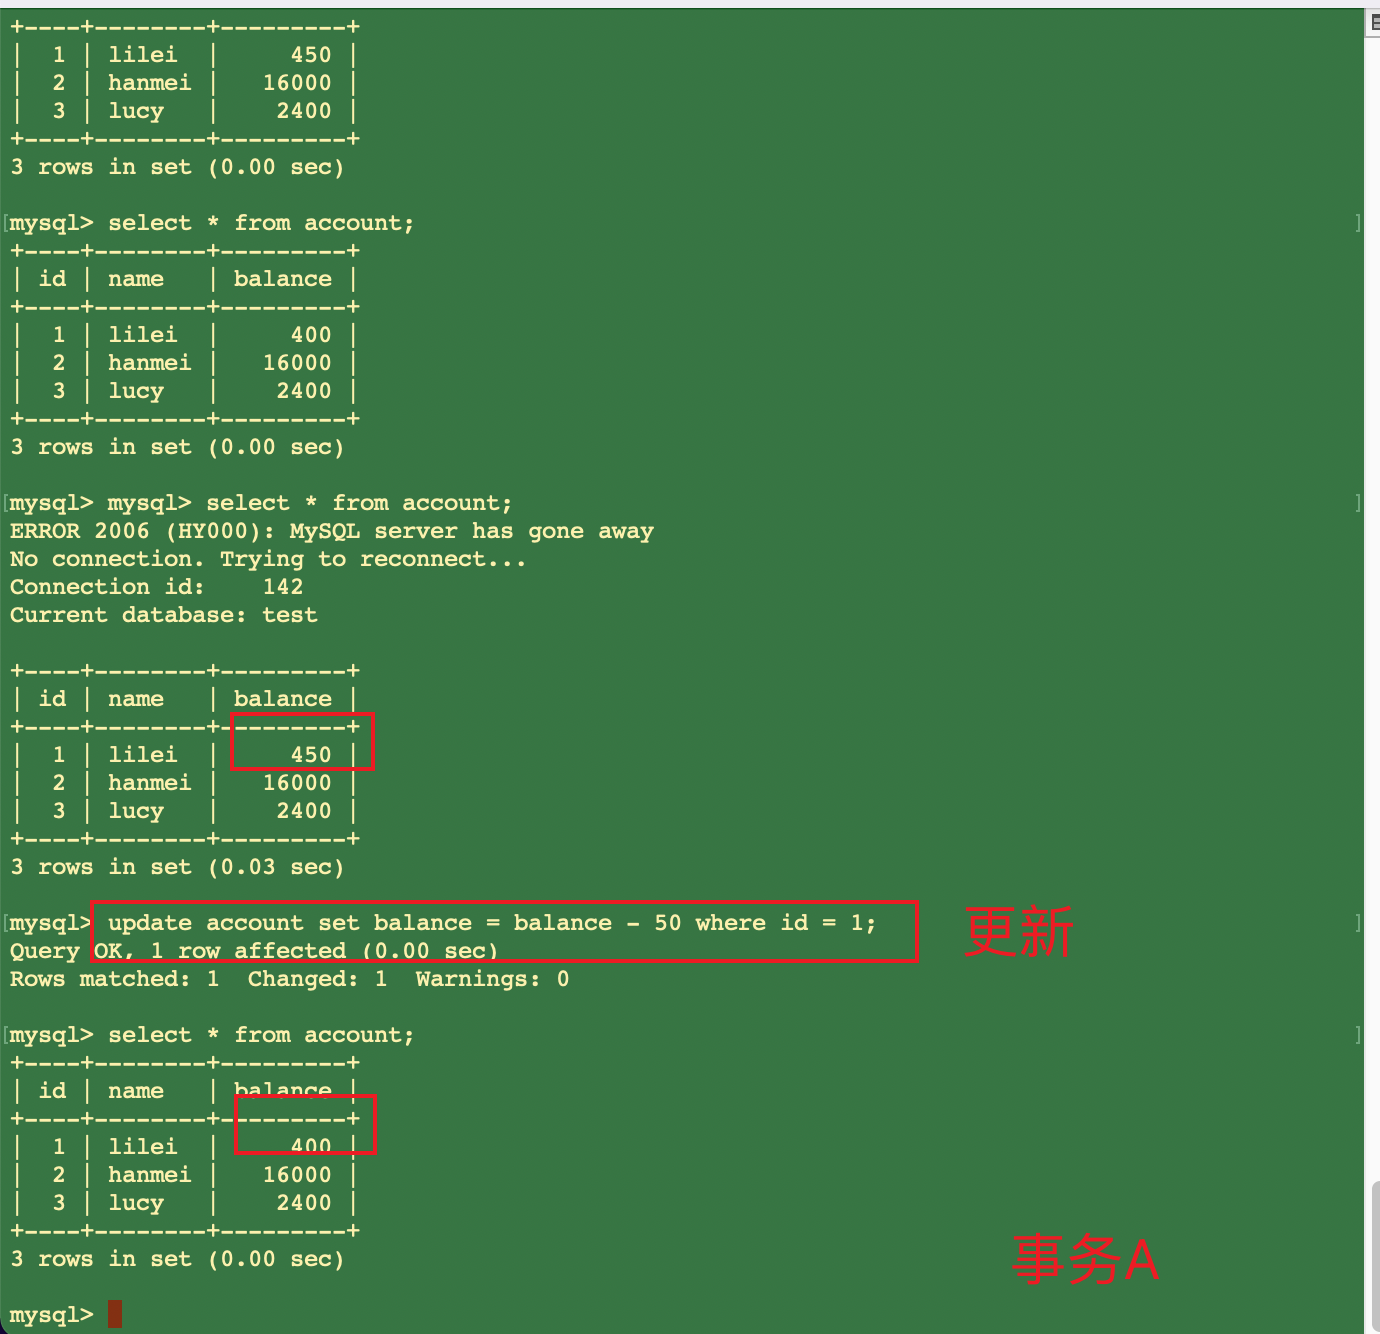 +----+--------+---------+
|  1 | lilei  |     450 |
|  2 | hanmei |   16000 |
|  3 | lucy   |    2400 |
+----+--------+---------+
3 rows in set (0.00 sec)
[mysql> select * from account; ]
+----+--------+---------+
| id | name   | balance |
+----+--------+---------+
|  1 | lilei  |     400 |
|  2 | hanmei |   16000 |
|  3 | lucy   |    2400 |
+----+--------+---------+
3 rows in set (0.00 sec)
[mysql> mysql> select * from account; ]
ERROR 2006 (HY000): MySQL server has gone away
No connection. Trying to reconnect...
Connection id:    142
Current database: test
+----+--------+---------+
| id | name   | balance |
+----+--------+---------+
|  1 | lilei  |     450 |
|  2 | hanmei |   16000 |
|  3 | lucy   |    2400 |
+----+--------+---------+
3 rows in set (0.03 sec)
[mysql> update account set balance = balance - 50 where id = 1; 更新 ]
Query OK, 1 row affected (0.00 sec)
Rows matched: 1  Changed: 1  Warnings: 0
[mysql> select * from account; ]
+----+--------+---------+
| id | name   | balance |
+----+--------+---------+
|  1 | lilei  |     400 |
|  2 | hanmei |   16000 |
|  3 | lucy   |    2400 |
+----+--------+---------+
3 rows in set (0.00 sec) 事务A
mysql>